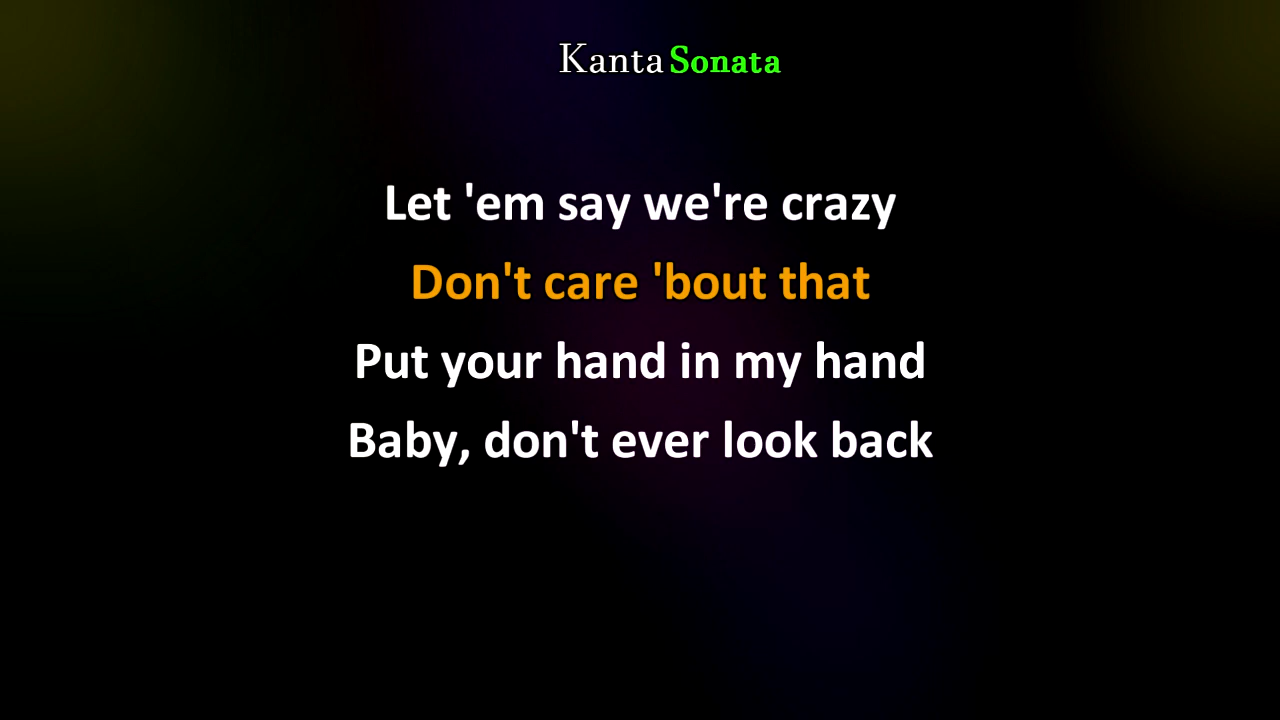 Kanta Sonata
Let 'em say we're crazy
Don't care 'bout that
Put your hand in my hand
Baby, don't ever look back